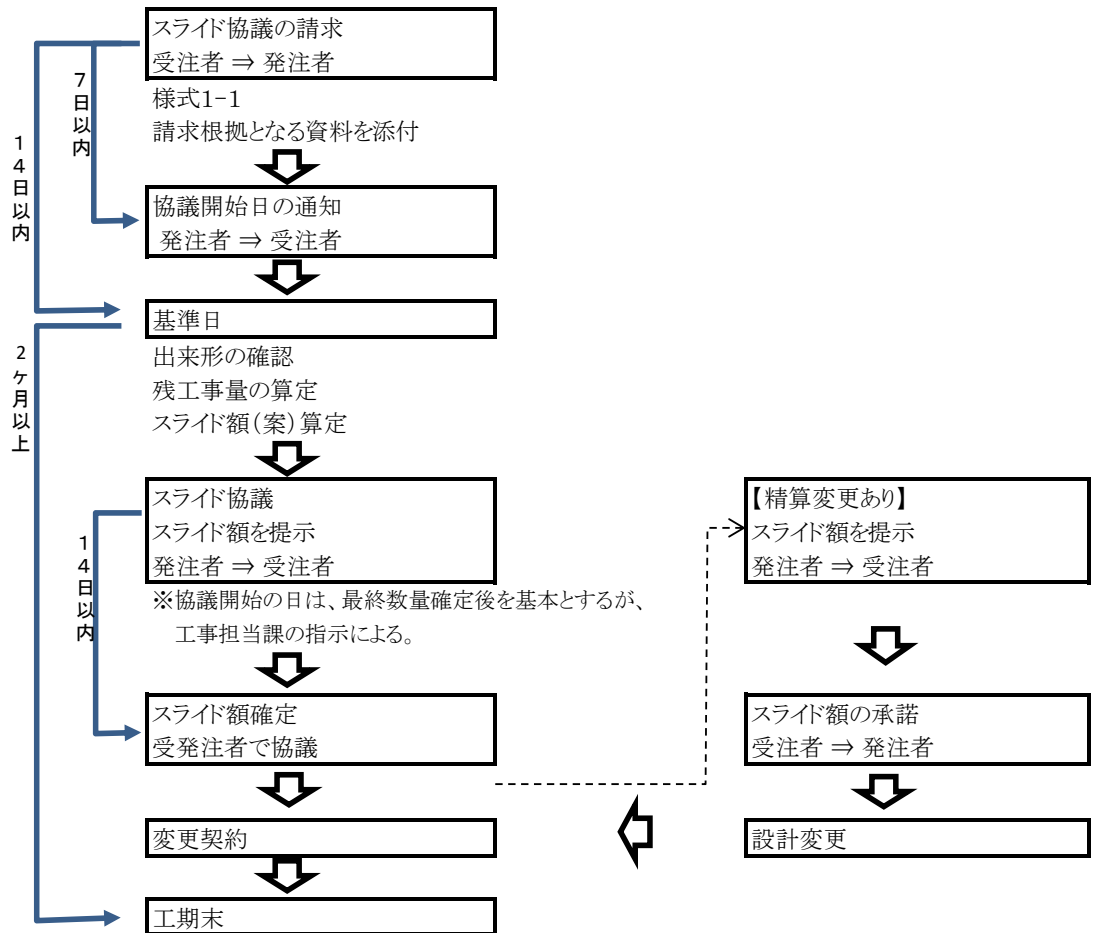 スライド協議の請求
受注者 ⇒ 発注者
様式1-1
請求根拠となる資料を添付
7日以内
14日以内
協議開始日の通知
発注者 ⇒ 受注者
基準日
出来形の確認
残工事量の算定
スライド額(案)算定
2ヶ月以上
スライド協議
スライド額を提示
発注者 ⇒ 受注者
※協議開始の日は、最終数量確定後を基本とするが、
工事担当課の指示による。
14日以内
スライド額確定
受発注者で協議
変更契約
工期末
【精算変更あり】
スライド額を提示
発注者 ⇒ 受注者
スライド額の承諾
受注者 ⇒ 発注者
設計変更